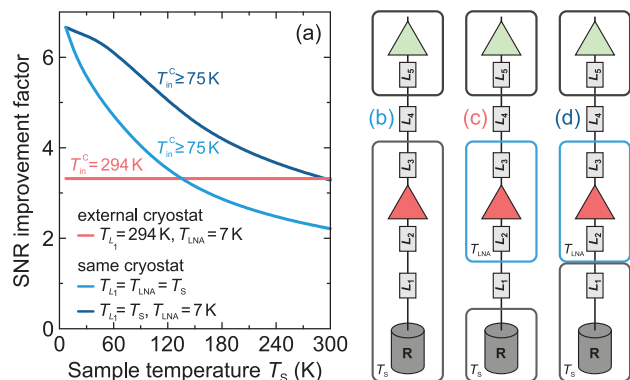 (a)
SNR improvement factor
6
4
2
0
T_in^C ≥ 75 K
T_in^C ≥ 75 K
T_in^C = 294 K
external cryostat
T_L₁ = 294 K, T_LNA = 7 K
same cryostat
T_L₁ = T_LNA = T_S
T_L₁ = T_S, T_LNA = 7 K
0 60 120 180 240 300
Sample temperature T_S (K)
(b)
L₅
L₄
L₃
L₂
L₁
R
T_S
(c)
L₅
L₄
L₃
L₂
T_LNA
L₁
R
T_S
(d)
L₅
L₄
L₃
L₂
T_LNA
L₁
R
T_S